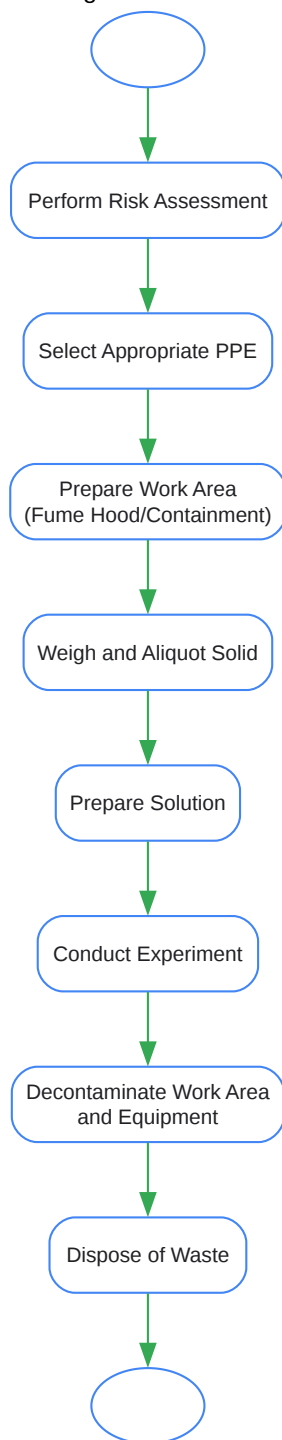 Perform Risk Assessment
Select Appropriate PPE
Prepare Work Area
(Fume Hood/Containment)
Weigh and Aliquot Solid
Prepare Solution
Conduct Experiment
Decontaminate Work Area
and Equipment
Dispose of Waste